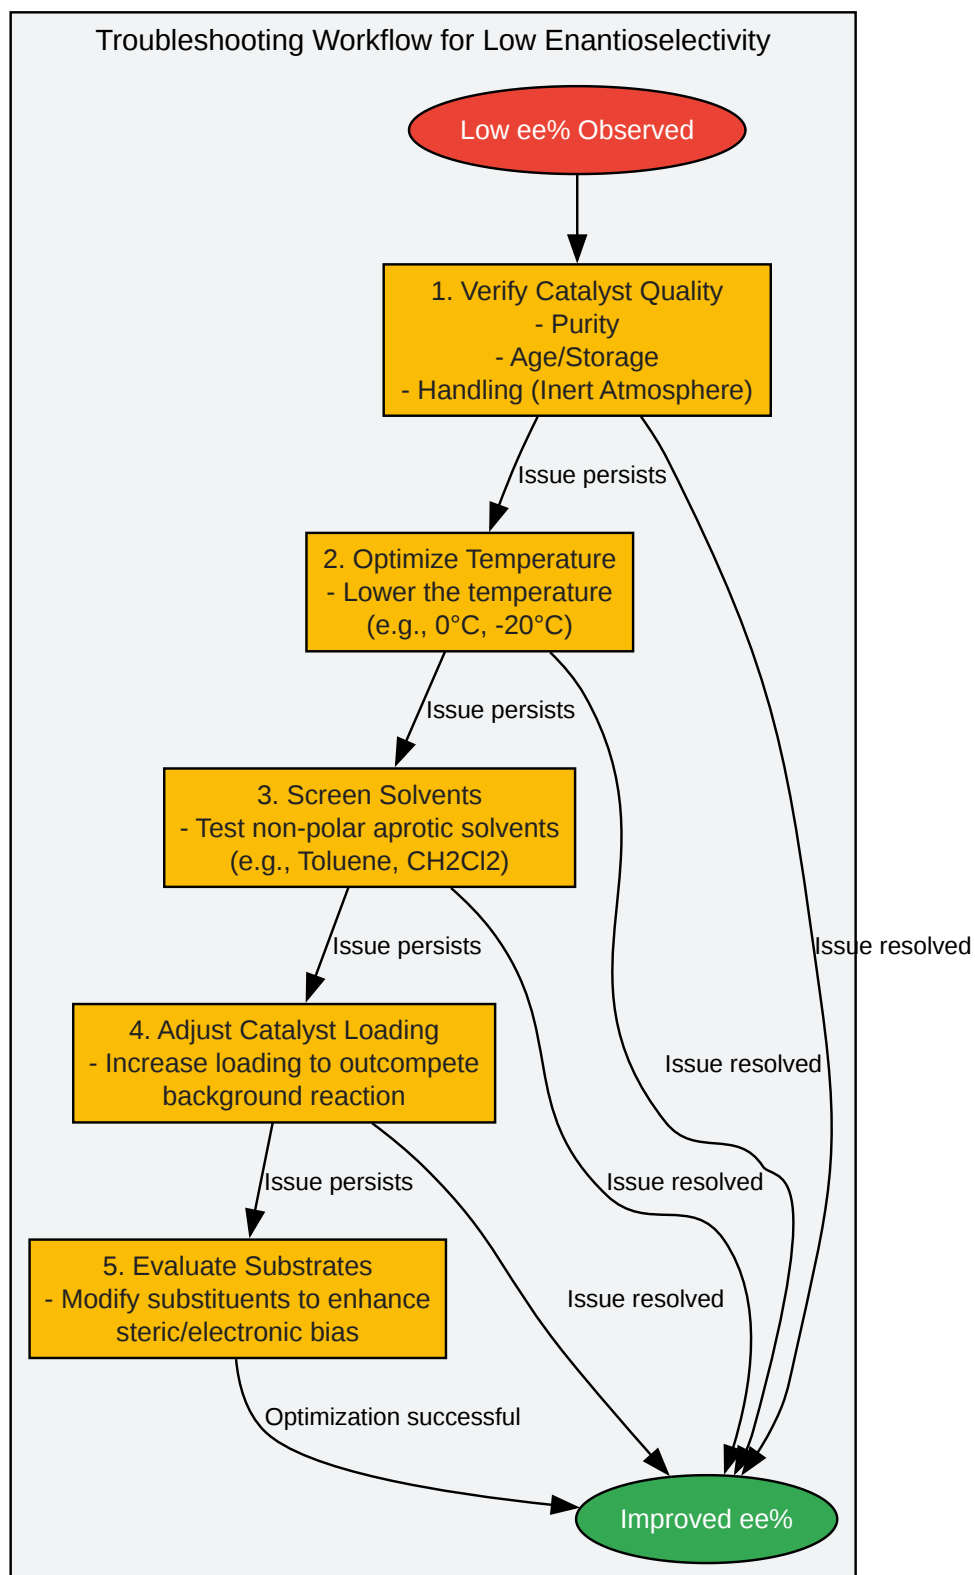 Troubleshooting Workflow for Low Enantioselectivity
Low ee% Observed
1. Verify Catalyst Quality
- Purity
- Age/Storage
- Handling (Inert Atmosphere)
Issue persists
2. Optimize Temperature
- Lower the temperature
(e.g., 0°C, -20°C)
Issue persists
3. Screen Solvents
- Test non-polar aprotic solvents
(e.g., Toluene, CH2Cl2)
Issue persists
Issue resolved
4. Adjust Catalyst Loading
- Increase loading to outcompete
background reaction
Issue resolved
Issue persists
Issue resolved
5. Evaluate Substrates
- Modify substituents to enhance
steric/electronic bias
Issue resolved
Optimization successful
Improved ee%